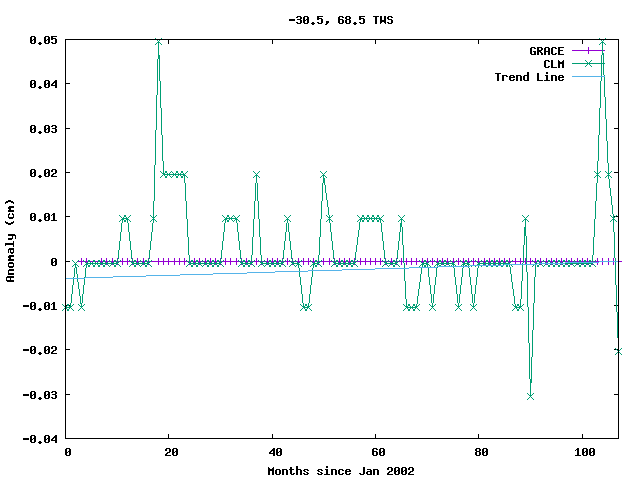 -30.5, 68.5 TWS
0.05
0.04
0.03
0.02
0.01
0
-0.01
-0.02
-0.03
-0.04
Anomaly (cm)
GRACE
CLM
Trend Line
0 20 40 60 80 100
Months since Jan 2002